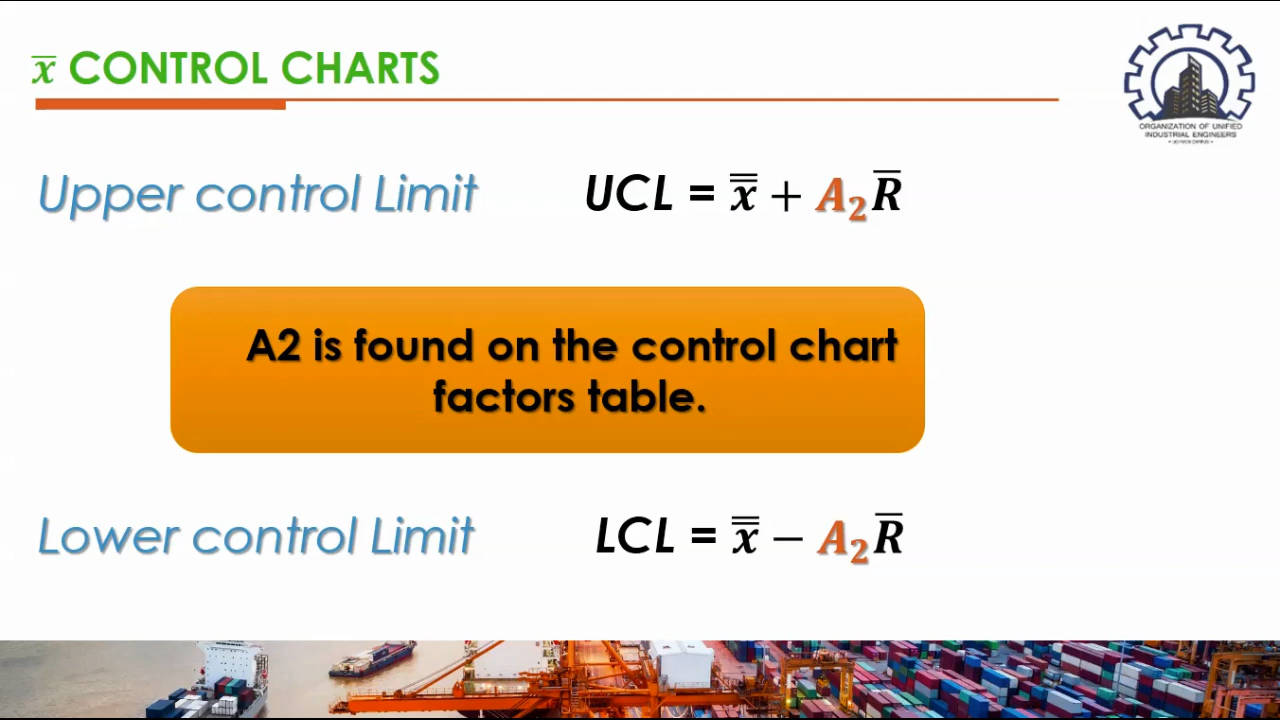 x̅ CONTROL CHARTS
ORGANIZATION OF UNIFIED
INDUSTRIAL ENGINEERS
Upper control Limit UCL = x̿ + A₂R̅
A2 is found on the control chart
factors table.
Lower control Limit LCL = x̿ − A₂R̅